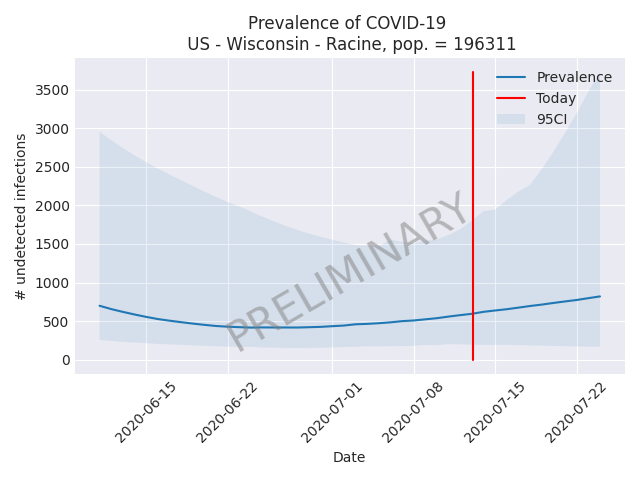 Prevalence of COVID-19
US - Wisconsin - Racine, pop. = 196311
Prevalence
Today
95CI
3500
3000
2500
2000
1500
1000
500
0
# undetected infections
PRELIMINARY
2020-06-15
2020-06-22
2020-07-01
2020-07-08
2020-07-15
2020-07-22
Date